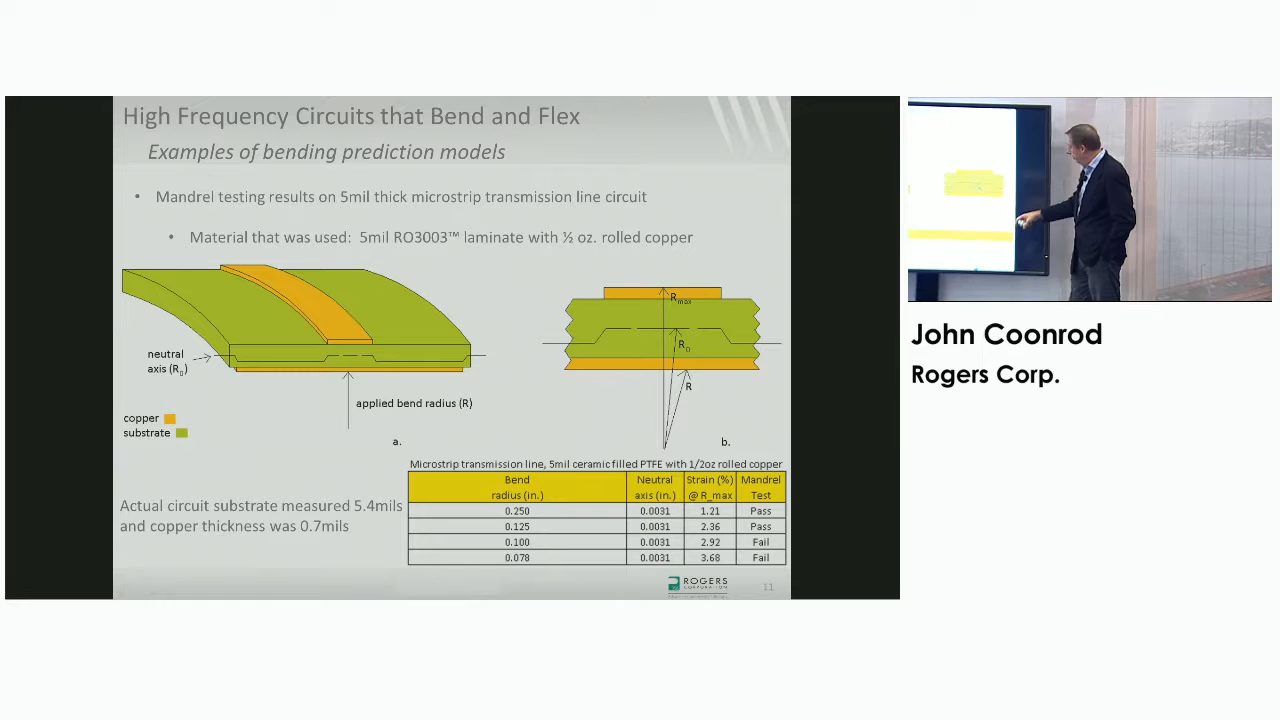 High Frequency Circuits that Bend and Flex
Examples of bending prediction models
• Mandrel testing results on 5mil thick microstrip transmission line circuit
• Material that was used: 5mil RO3003™ laminate with ½ oz. rolled copper
neutral
axis (R₀)
applied bend radius (R)
copper
substrate
a.
Rmax
R₀
R
b.
Actual circuit substrate measured 5.4mils
and copper thickness was 0.7mils
Microstrip transmission line, 5mil ceramic filled PTFE with 1/2oz rolled copper
Bend Neutral Strain (%) Mandrel
radius (in.) axis (in.) @ R_max Test
0.250 0.0031 1.21 Pass
0.125 0.0031 2.36 Pass
0.100 0.0031 2.92 Fail
0.078 0.0031 3.68 Fail
ROGERS
CORPORATION
11
John Coonrod
Rogers Corp.